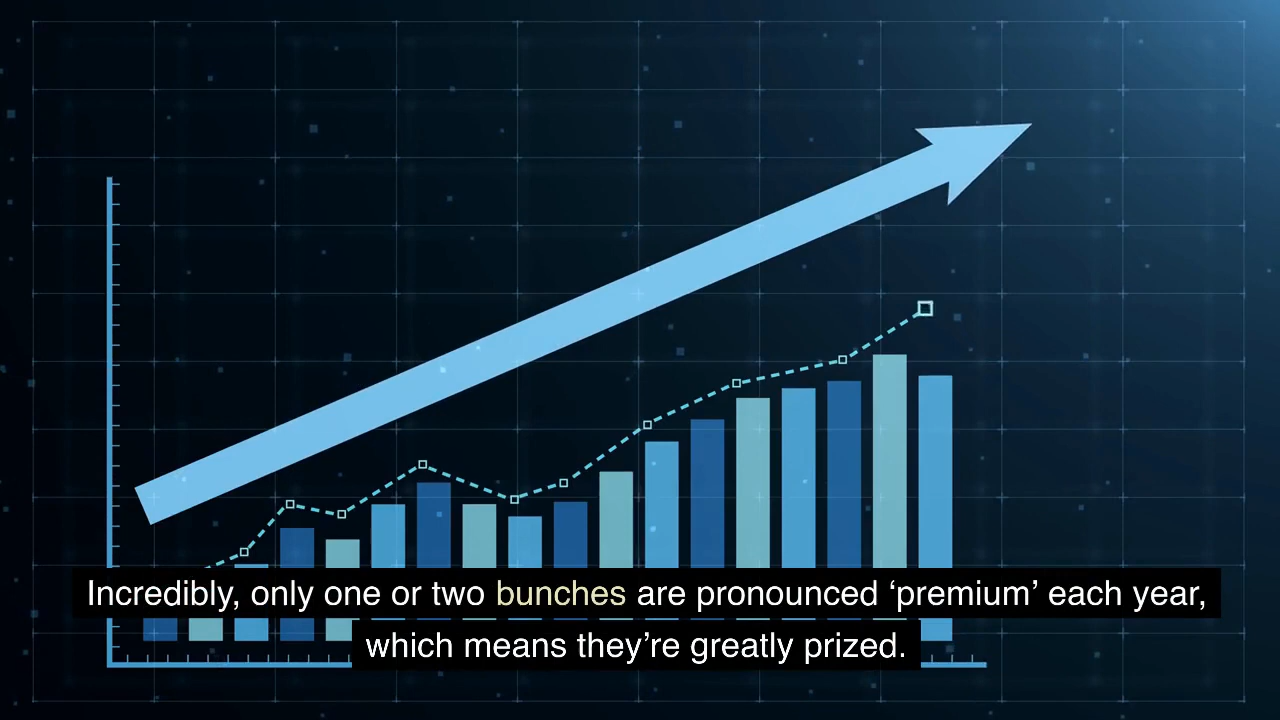 Incredibly, only one or two bunches are pronounced ‘premium’ each year,
which means they’re greatly prized.